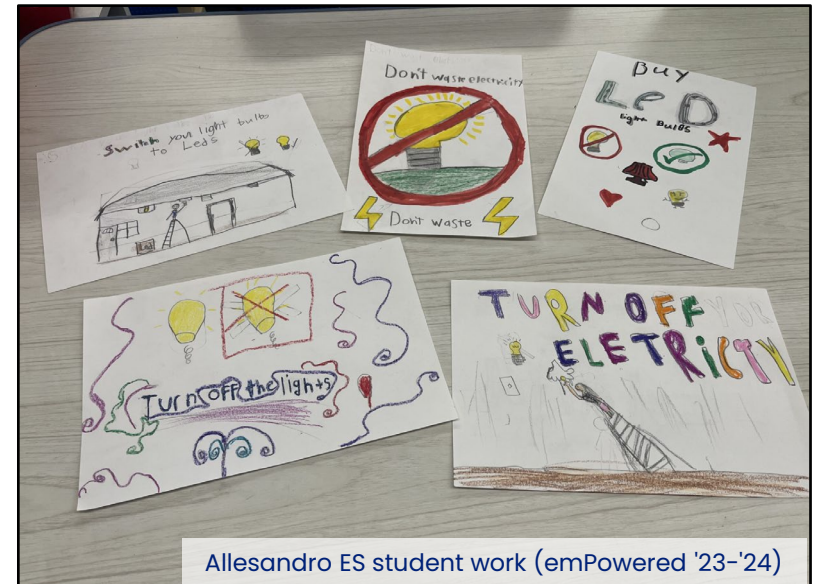 Switch your light bulbs
to Leds
Led
Don't waste electricity
Don't waste
Buy
LeD
light Bulbs
Turn OFF the lights
TURN OFF YOUR
ELETRICTY
Allesandro ES student work (emPowered '23-'24)